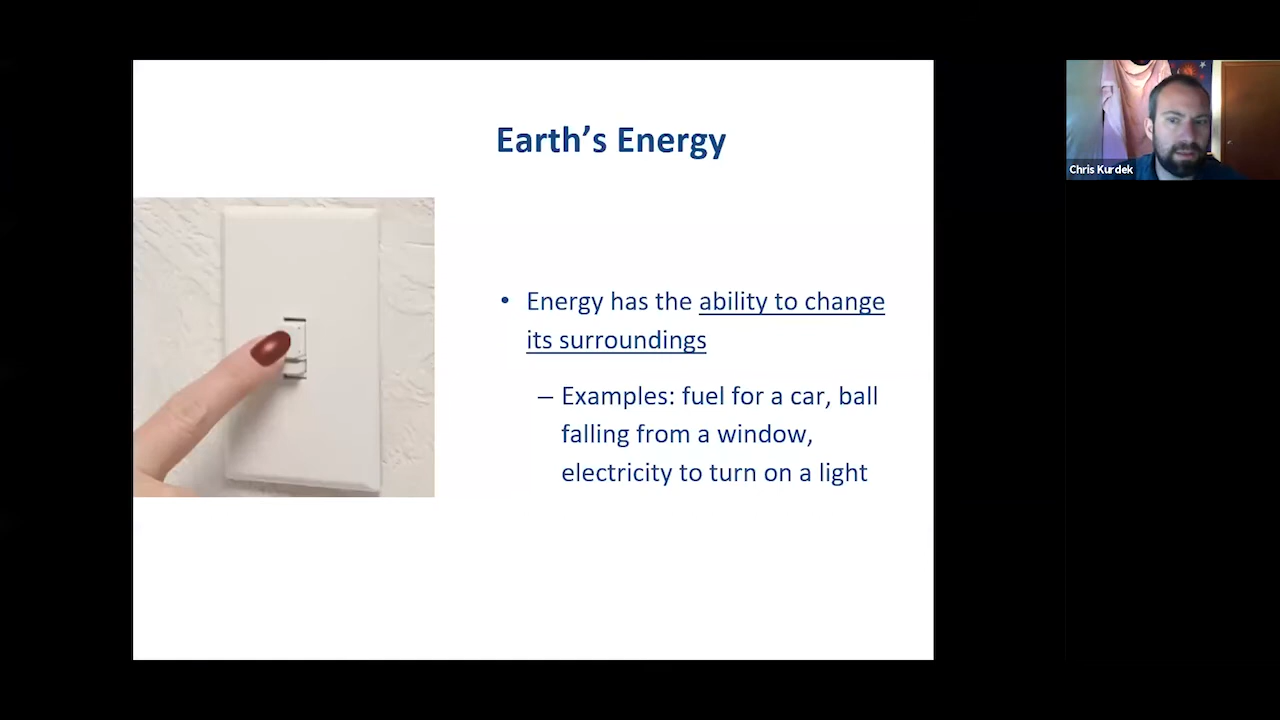 Earth’s Energy
• Energy has the ability to change
its surroundings
– Examples: fuel for a car, ball
falling from a window,
electricity to turn on a light
Chris Kurdek